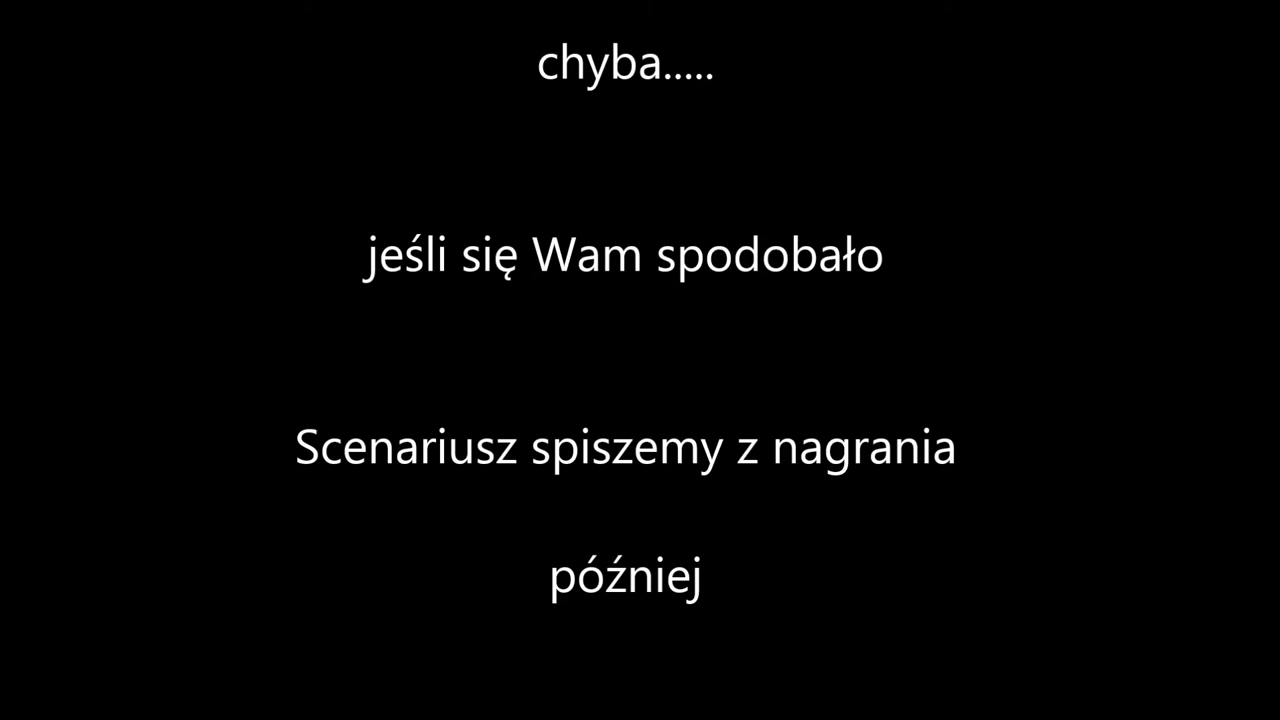 chyba.....
jeśli się Wam spodobało
Scenariusz spiszemy z nagrania
później